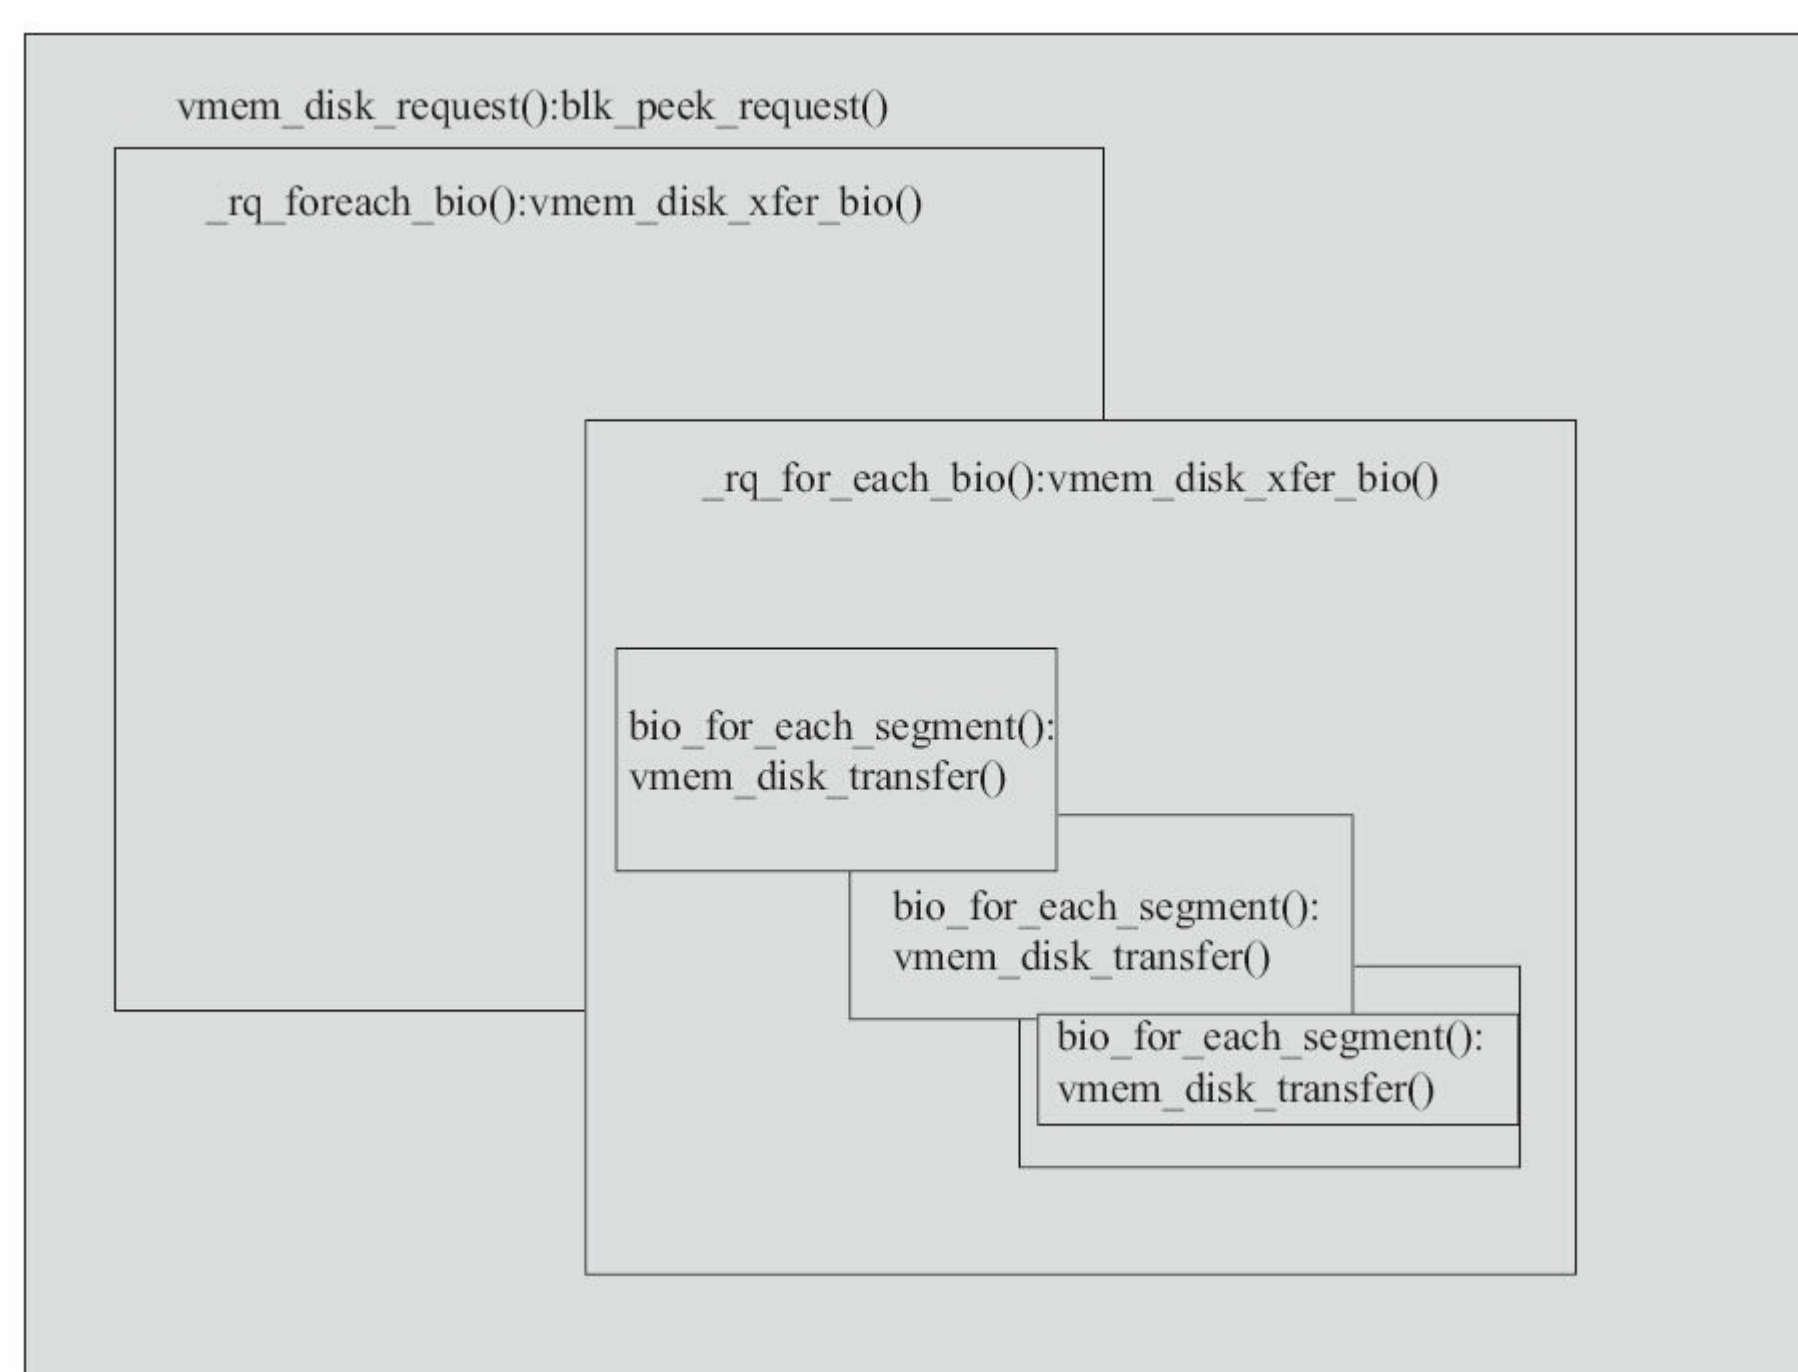 vmem_disk_request():blk_peek_request()
_rq_foreach_bio():vmem_disk_xfer_bio()
_rq_for_each_bio():vmem_disk_xfer_bio()
bio_for_each_segment():
vmem_disk_transfer()
bio_for_each_segment():
vmem_disk_transfer()
bio_for_each_segment():
vmem_disk_transfer()